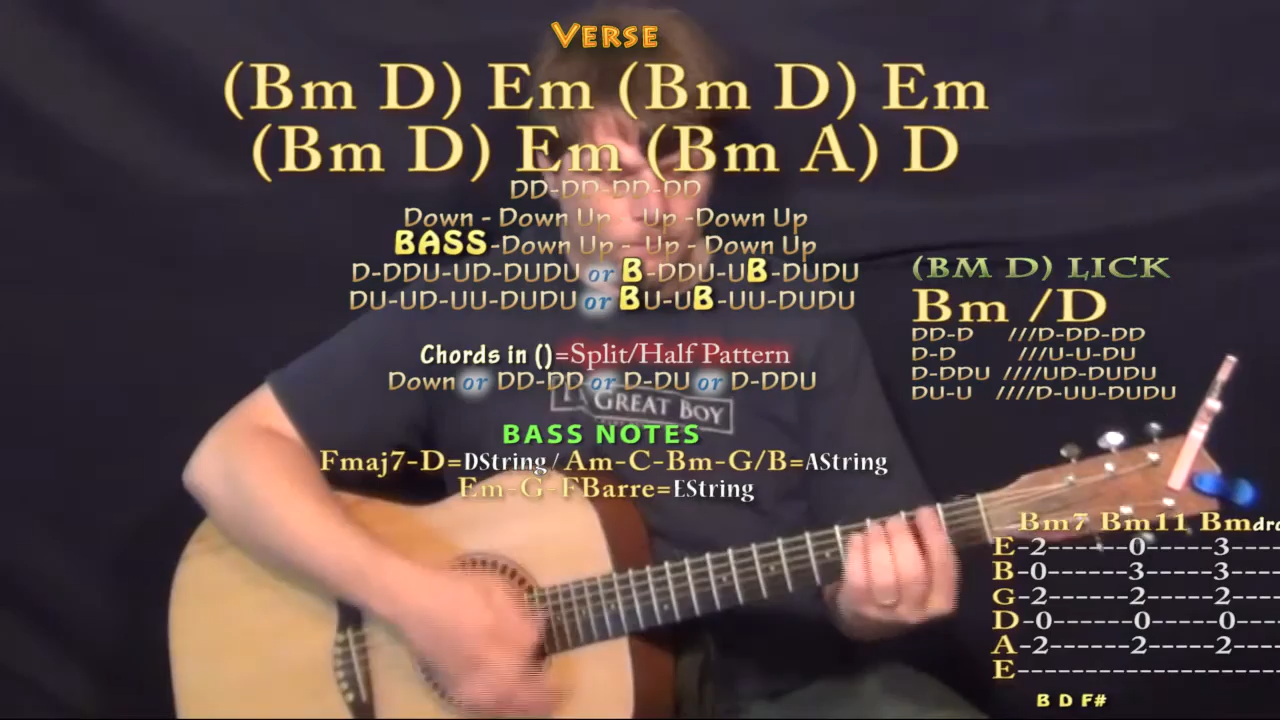 VERSE
(Bm D) Em (Bm D) Em
(Bm D) Em (Bm A) D
DD-DD-DD-DD
Down - Down Up - Up -Down Up
BASS-Down Up - Up - Down Up
D-DDU-UD-DUDU or B-DDU-UB-DUDU
DU-UD-UU-DUDU or BU-UB-UU-DUDU
Chords in ()=Split/Half Pattern
Down or DD-DD or D-DU or D-DDU
GREAT BOY
BASS NOTES
Fmaj7-D=DString / Am-C-Bm-G/B=AString
Em-G-FBarre=EString
(BM D) LICK
Bm /D
DD-D ///D-DD-DD
D-D ///U-U-DU
D-DDU ////UD-DUDU
DU-U ////D-UU-DUDU
Bm7 Bm11 Bmdro
E-2------0-----3----
B-0------3-----3----
G-2------2-----2----
D-0------0-----0----
A-2------2-----2----
E-------------------
B D F#